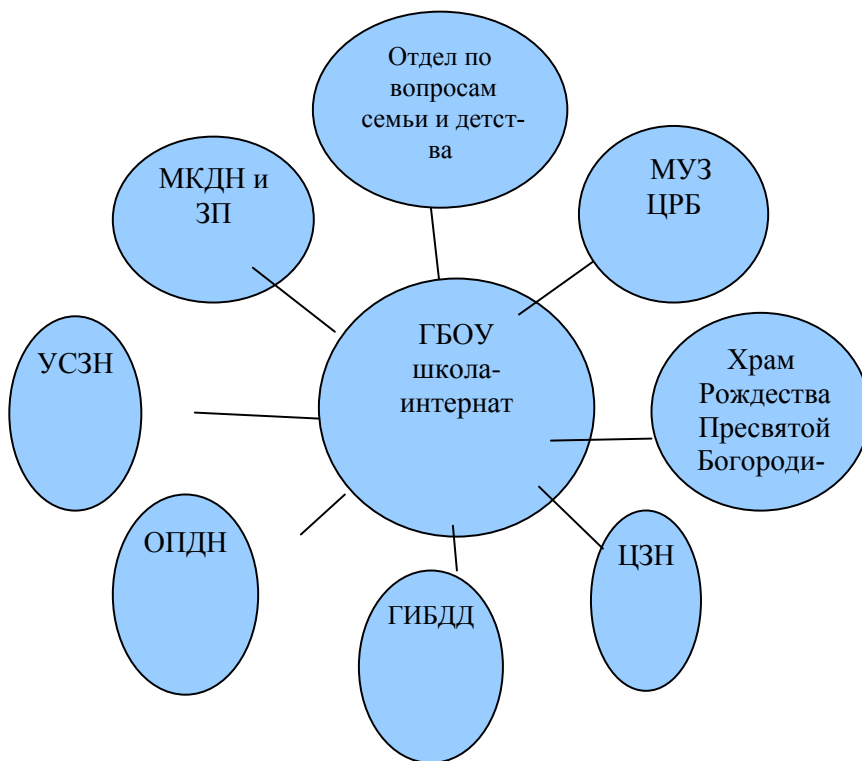 Отдел по
вопросам
семьи и детст-
ва
МКДН и
ЗП
МУЗ
ЦРБ
ГБОУ
школа-
интернат
УСЗН
Храм
Рождества
Пресвятой
Богороди-
ОПДН
ЦЗН
ГИБДД